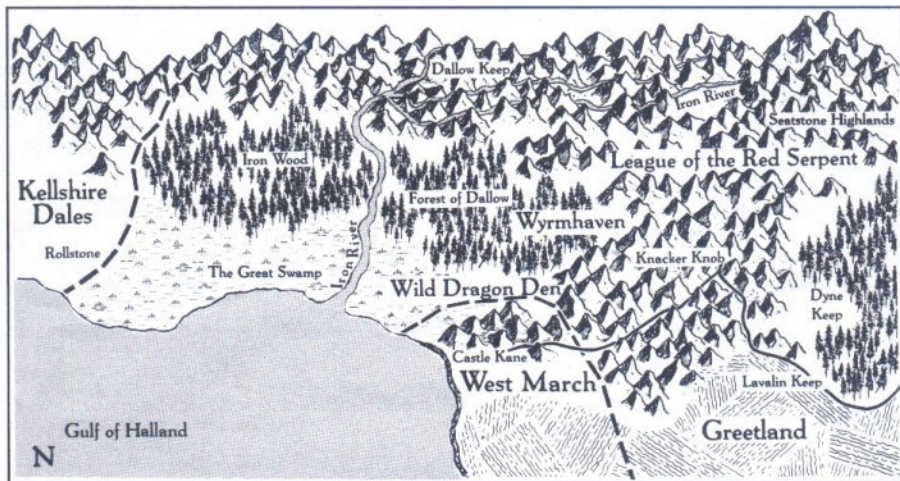 Dallow Keep
Iron River
Seatstone Highlands
Iron Wood
League of the Red Serpent
Kellshire
Dales
Forest of Dallow
Wyrmhaven
Rollstone
The Great Swamp
Iron River
Knacker Knob
Wild Dragon Den
Dyne
Keep
Castle Kane
West March
Lavalin Keep
Gulf of Halland
Greetland
N